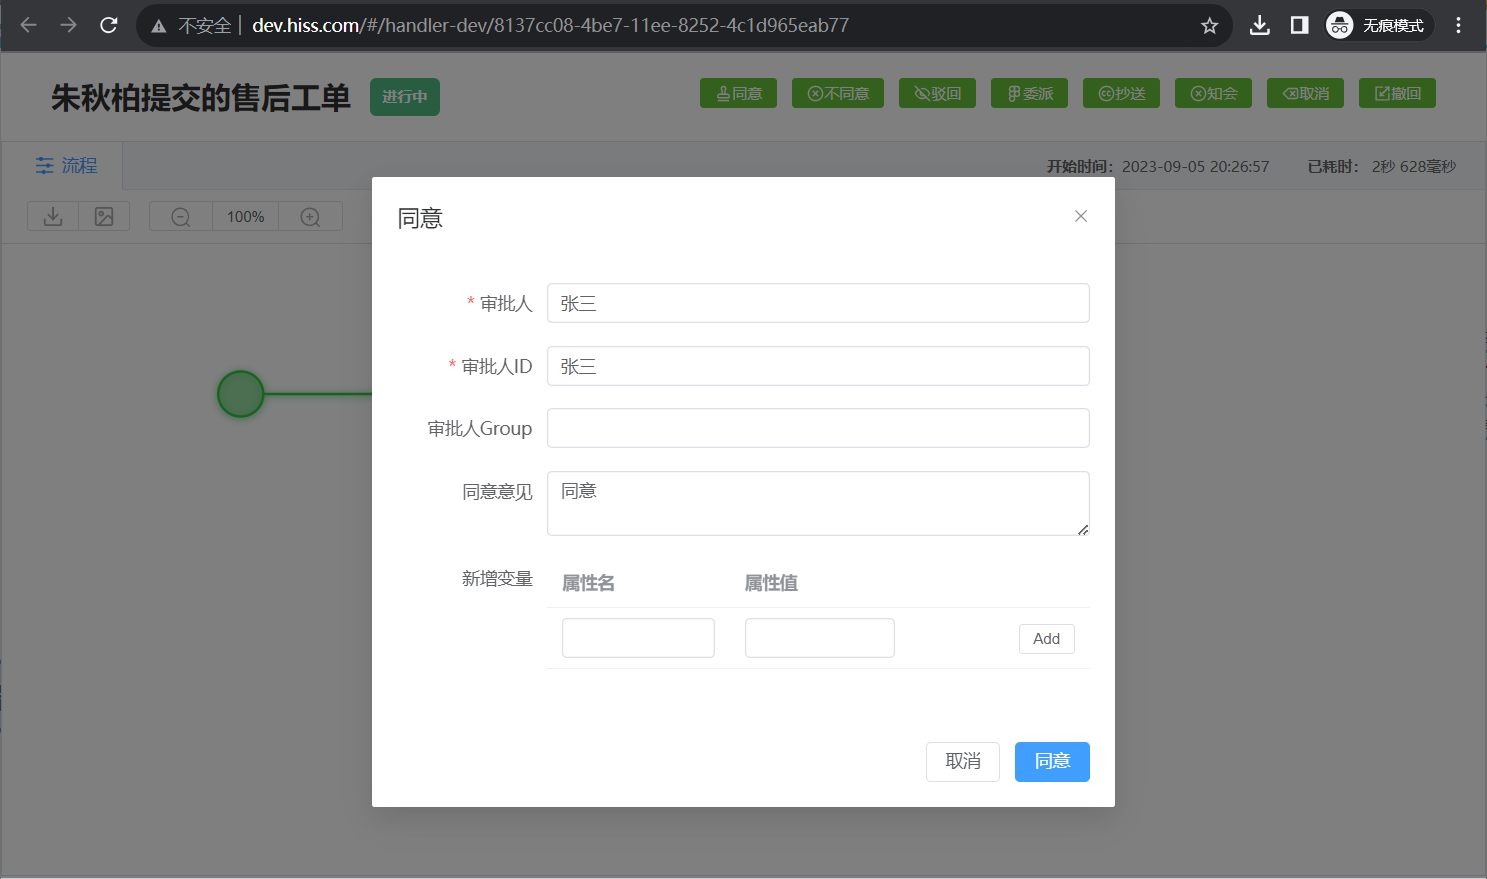 不安全 dev.hiss.com/#/handler-dev/8137cc08-4be7-11ee-8252-4c1d965eab77 无痕模式
朱秋柏提交的售后工单 进行中 同意 不同意 驳回 委派 抄送 知会 取消 撤回
流程 开始时间：2023-09-05 20:26:57 已耗时： 2秒 628毫秒
100%
同意
* 审批人 张三
* 审批人ID 张三
审批人Group
同意意见 同意
新增变量 属性名 属性值
Add
取消 同意